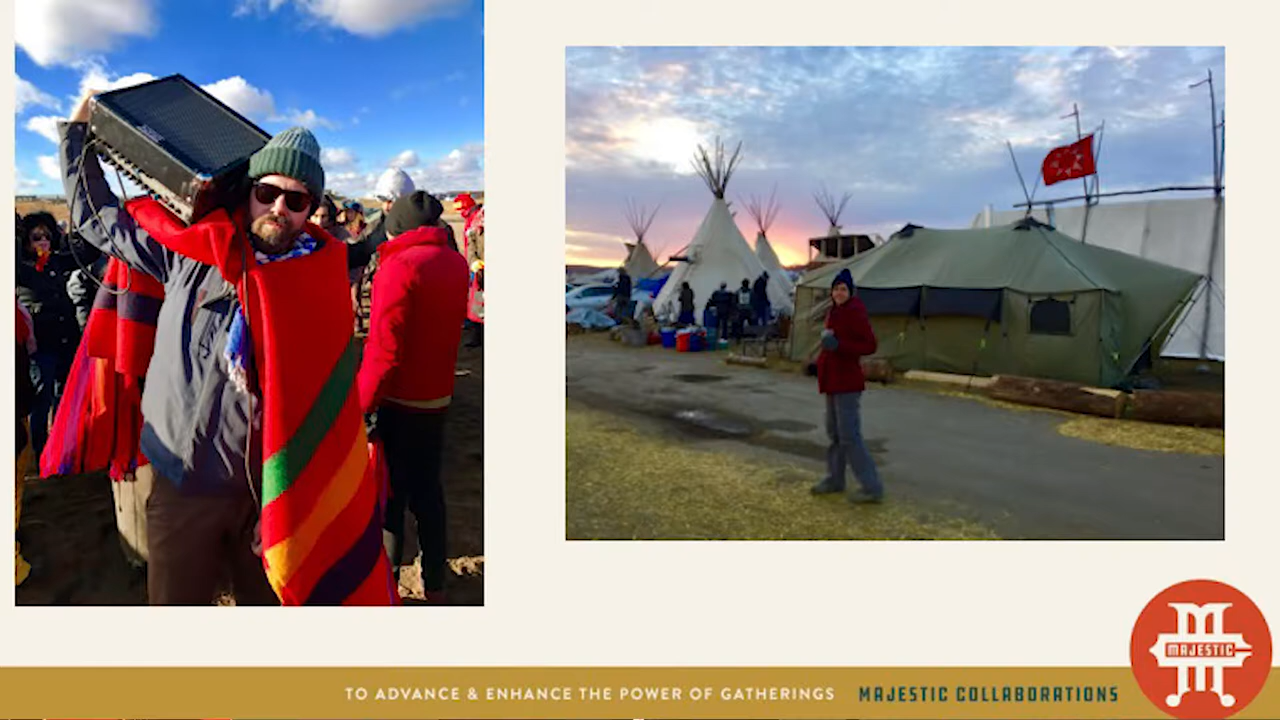 TO ADVANCE & ENHANCE THE POWER OF GATHERINGS
MAJESTIC COLLABORATIONS
MAJESTIC